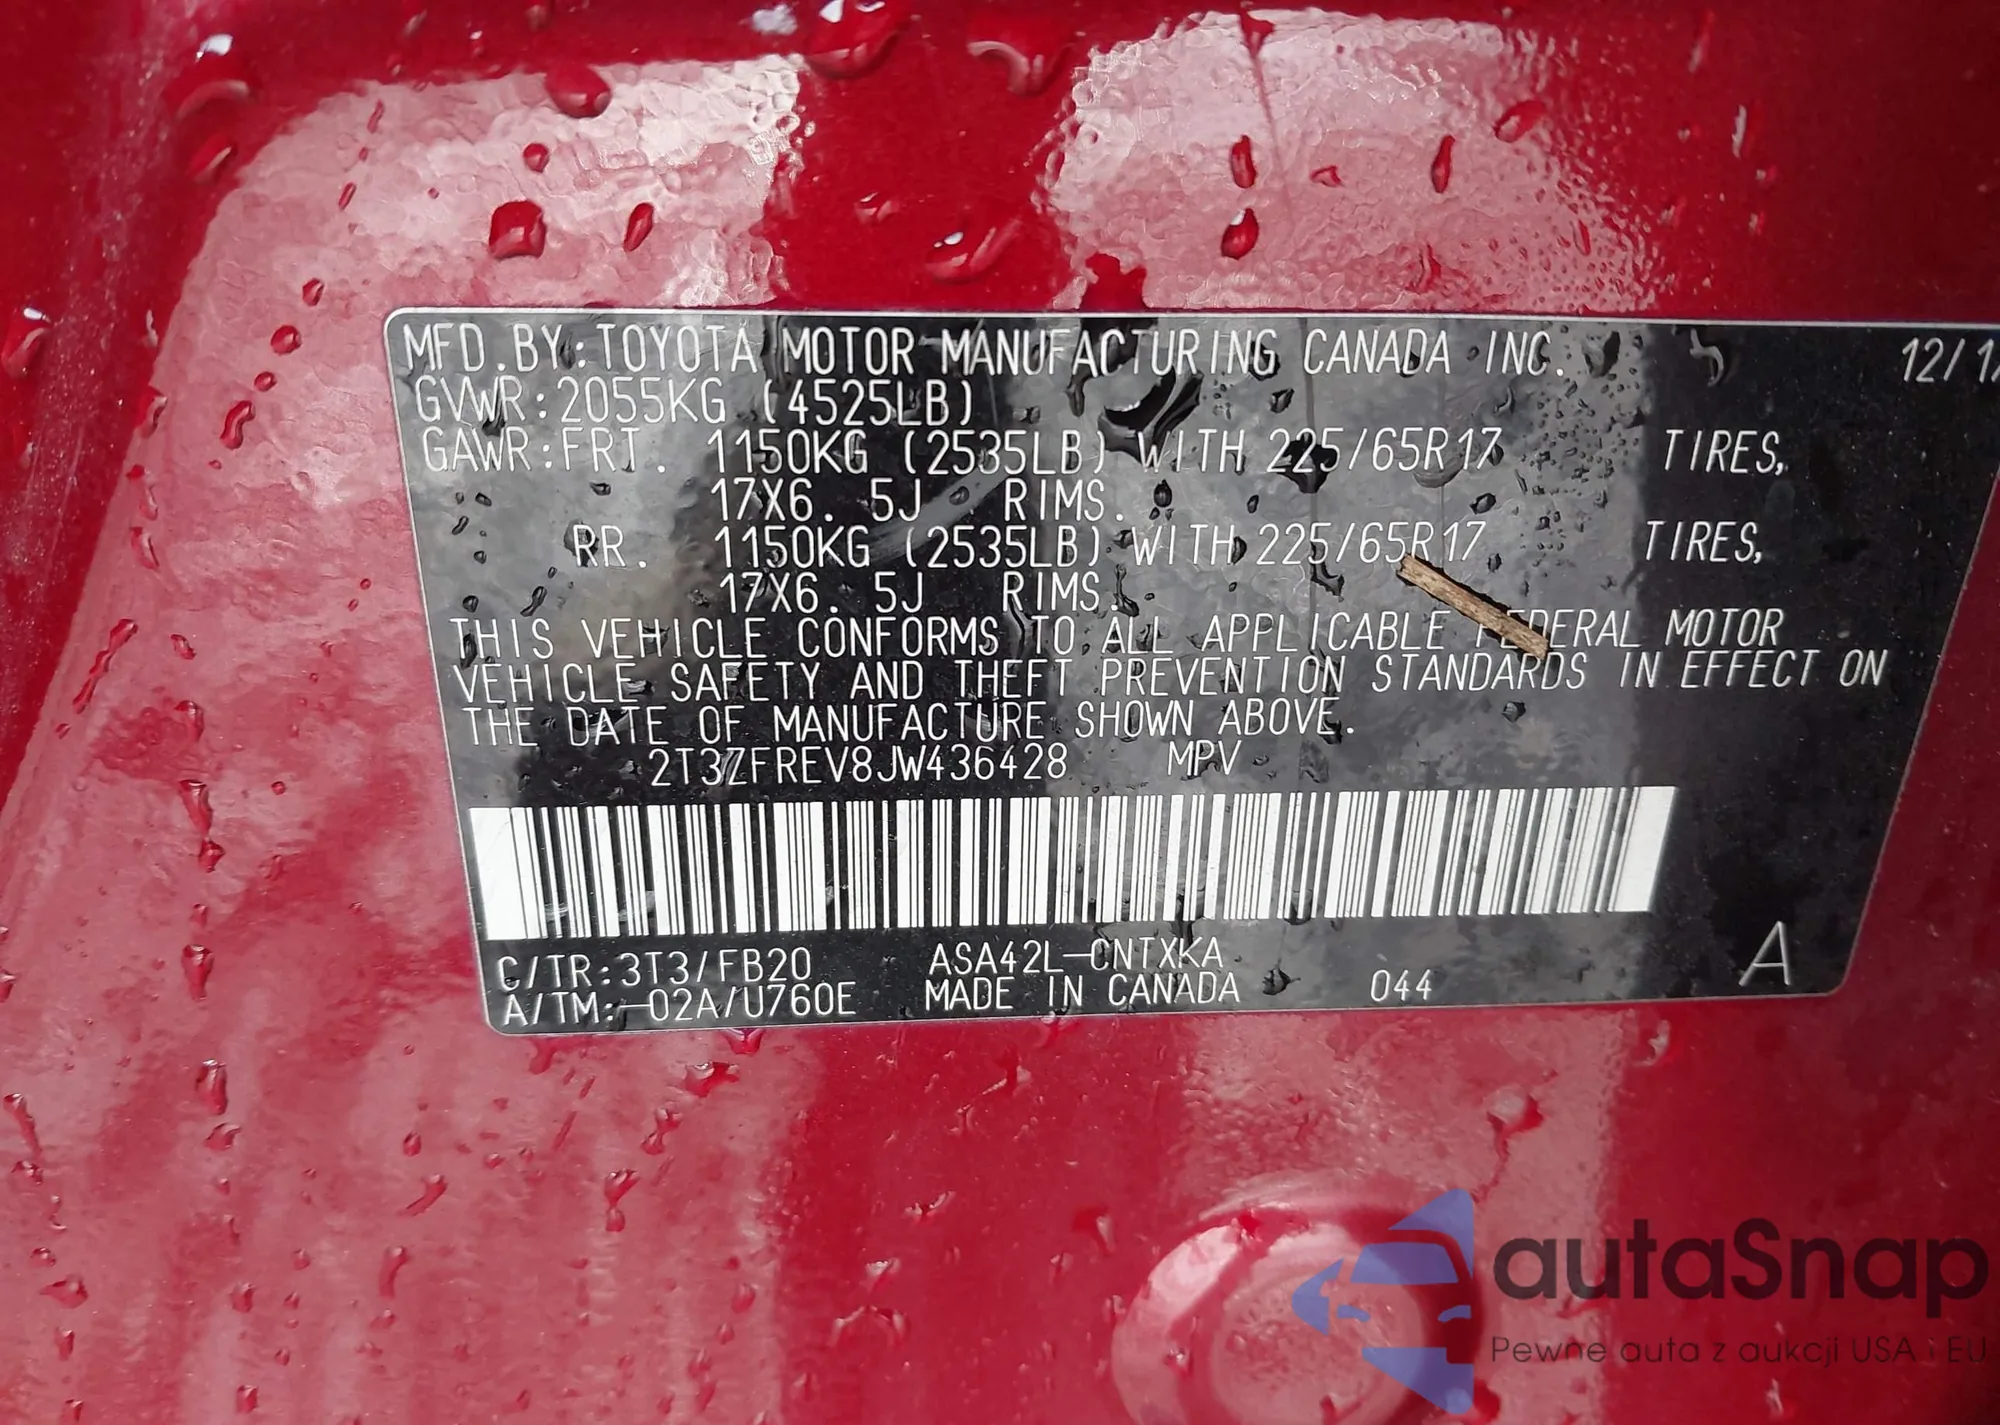 MFD.BY:TOYOTA MOTOR MANUFACTURING CANADA INC. 12/1
GVWR:2055KG (4525LB)
GAWR:FRT. 1150KG (2535LB) WITH 225/65R17 TIRES,
17X6.5J RIMS.
RR. 1150KG (2535LB) WITH 225/65R17 TIRES,
17X6.5J RIMS.
THIS VEHICLE CONFORMS TO ALL APPLICABLE FEDERAL MOTOR
VEHICLE SAFETY AND THEFT PREVENTION STANDARDS IN EFFECT ON
THE DATE OF MANUFACTURE SHOWN ABOVE.
2T3ZFREV8JW436428 MPV
C/TR:3T3/FB20 ASA42L-CNTXKA
A/TM:-02A/U760E MADE IN CANADA 044 A
autaSnap
Pewne auta z aukcji USA i EU